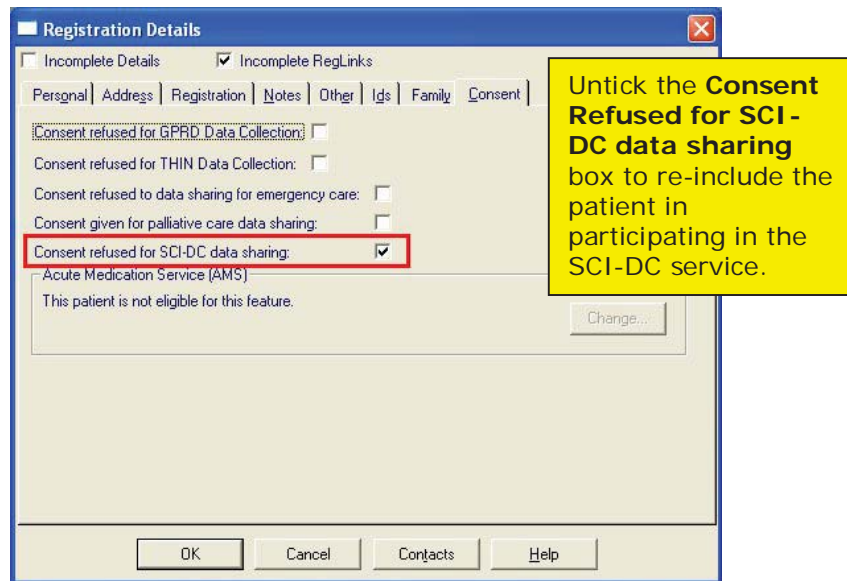 Registration Details
Incomplete Details Incomplete RegLinks
Personal Address Registration Notes Other Ids Family Consent
Consent refused for GPRD Data Collection:
Consent refused for THIN Data Collection:
Consent refused to data sharing for emergency care:
Consent given for palliative care data sharing:
Consent refused for SCI-DC data sharing:
Acute Medication Service (AMS)
This patient is not eligible for this feature.
Change...
OK Cancel Contacts Help
Untick the Consent
Refused for SCI-
DC data sharing
box to re-include the
patient in
participating in the
SCI-DC service.